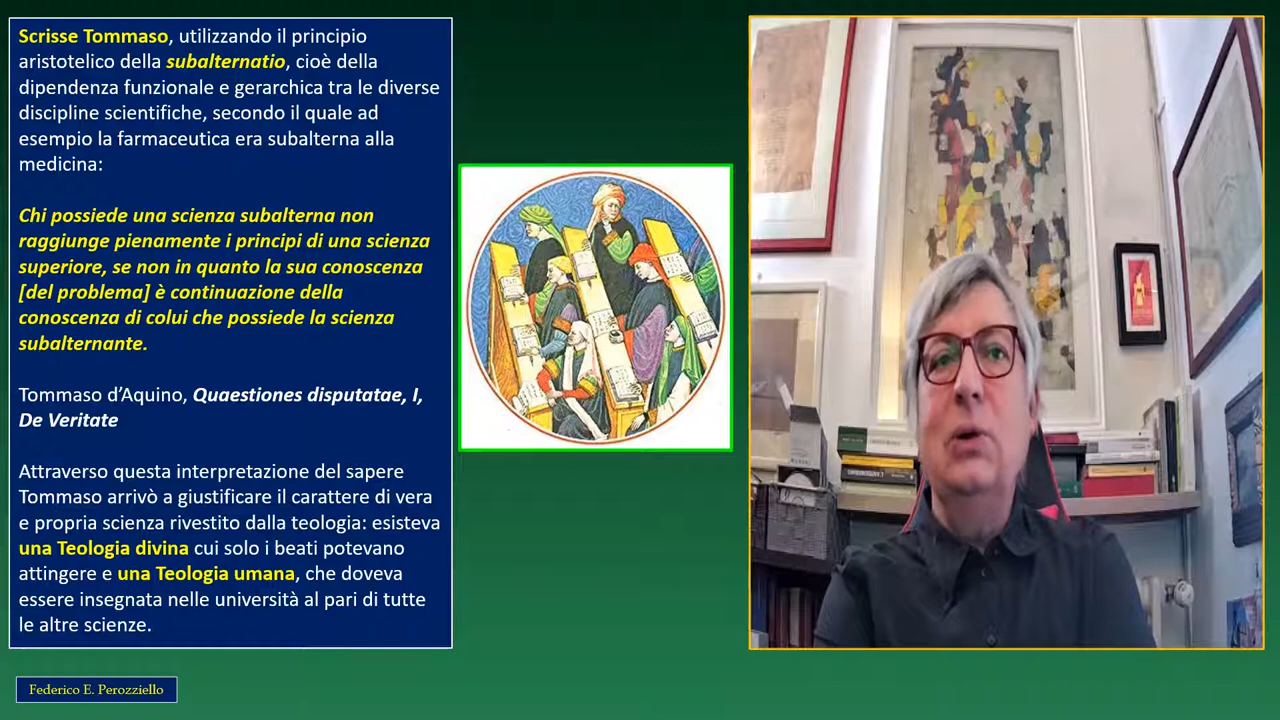 Scrisse Tommaso, utilizzando il principio
aristotelico della subalternatio, cioè della
dipendenza funzionale e gerarchica tra le diverse
discipline scientifiche, secondo il quale ad
esempio la farmaceutica era subalterna alla
medicina:
Chi possiede una scienza subalterna non
raggiunge pienamente i principi di una scienza
superiore, se non in quanto la sua conoscenza
[del problema] è continuazione della
conoscenza di colui che possiede la scienza
subalternante.
Tommaso d’Aquino, Quaestiones disputatae, I,
De Veritate
Attraverso questa interpretazione del sapere
Tommaso arrivò a giustificare il carattere di vera
e propria scienza rivestito dalla teologia: esisteva
una Teologia divina cui solo i beati potevano
attingere e una Teologia umana, che doveva
essere insegnata nelle università al pari di tutte
le altre scienze.
Federico E. Perozziello